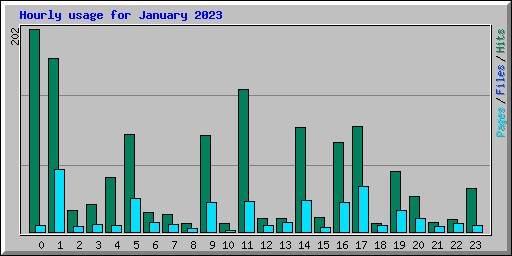 Hourly usage for January 2023
202
Pages/Files/Hits
0 1 2 3 4 5 6 7 8 9 10 11 12 13 14 15 16 17 18 19 20 21 22 23